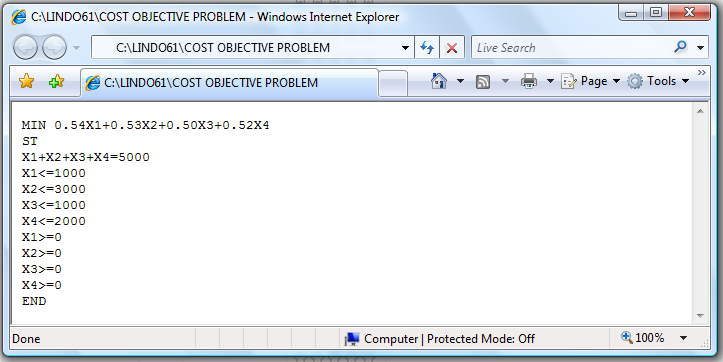 C:\LINDO61\COST OBJECTIVE PROBLEM - Windows Internet Explorer
C:\LINDO61\COST OBJECTIVE PROBLEM
Live Search
C:\LINDO61\COST OBJECTIVE PROBLEM
Page
Tools
MIN 0.54X1+0.53X2+0.50X3+0.52X4
ST
X1+X2+X3+X4=5000
X1<=1000
X2<=3000
X3<=1000
X4<=2000
X1>=0
X2>=0
X3>=0
X4>=0
END
Done
Computer | Protected Mode: Off
100%